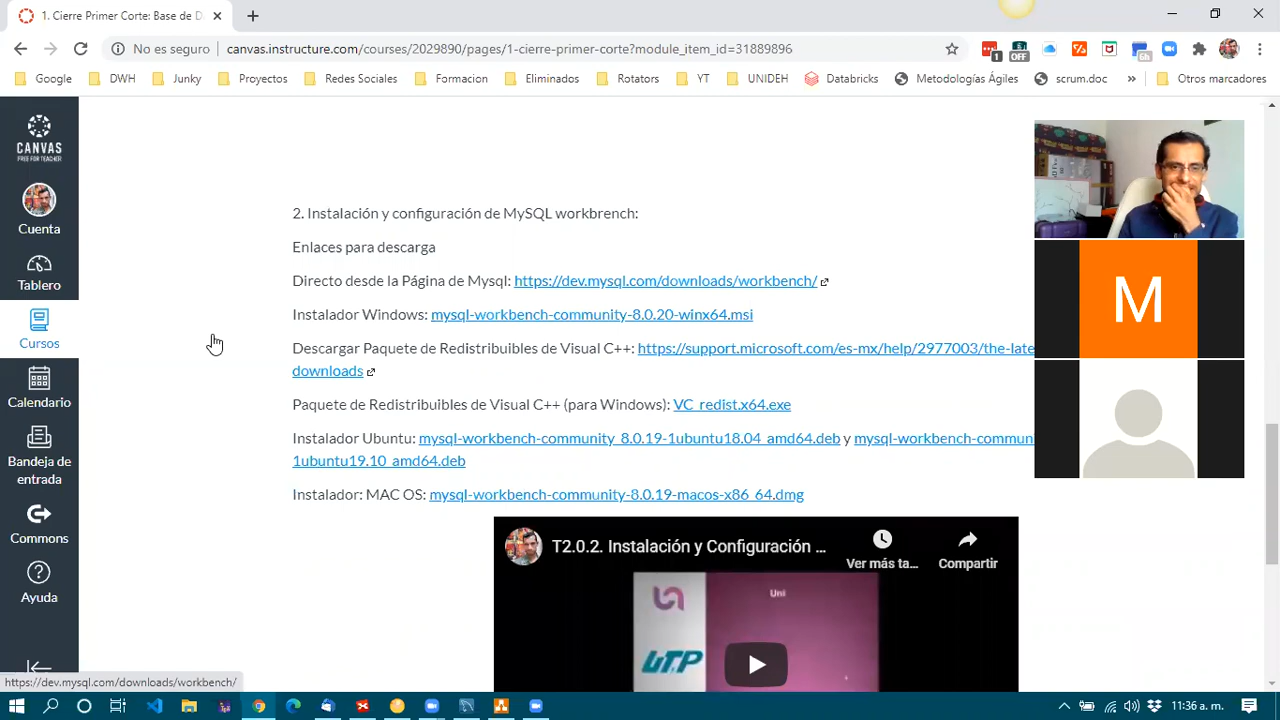 1. Cierre Primer Corte: Base de D
No es seguro
canvas.instructure.com/courses/2029890/pages/1-cierre-primer-corte?module_item_id=31889896
1
OFF
6h
Google
DWH
Junky
Proyectos
Redes Sociales
Formacion
Eliminados
Rotators
YT
UNIDEH
Databricks
Metodologías Ágiles
scrum.doc
»
Otros marcadores
CANVAS
FREE FOR TEACHER
Cuenta
Tablero
Cursos
Calendario
Bandeja de
entrada
Commons
Ayuda
2. Instalación y configuración de MySQL workbrench:
Enlaces para descarga
Directo desde la Página de Mysql: https://dev.mysql.com/downloads/workbench/
Instalador Windows: mysql-workbench-community-8.0.20-winx64.msi
Descargar Paquete de Redistribuibles de Visual C++: https://support.microsoft.com/es-mx/help/2977003/the-late
downloads
Paquete de Redistribuibles de Visual C++ (para Windows): VC_redist.x64.exe
Instalador Ubuntu: mysql-workbench-community_8.0.19-1ubuntu18.04_amd64.deb y mysql-workbench-commun
1ubuntu19.10_amd64.deb
Instalador: MAC OS: mysql-workbench-community-8.0.19-macos-x86_64.dmg
M
T2.0.2. Instalación y Configuración ...
Ver más ta...
Compartir
Uni
UTP
https://dev.mysql.com/downloads/workbench/
11:36 a. m.